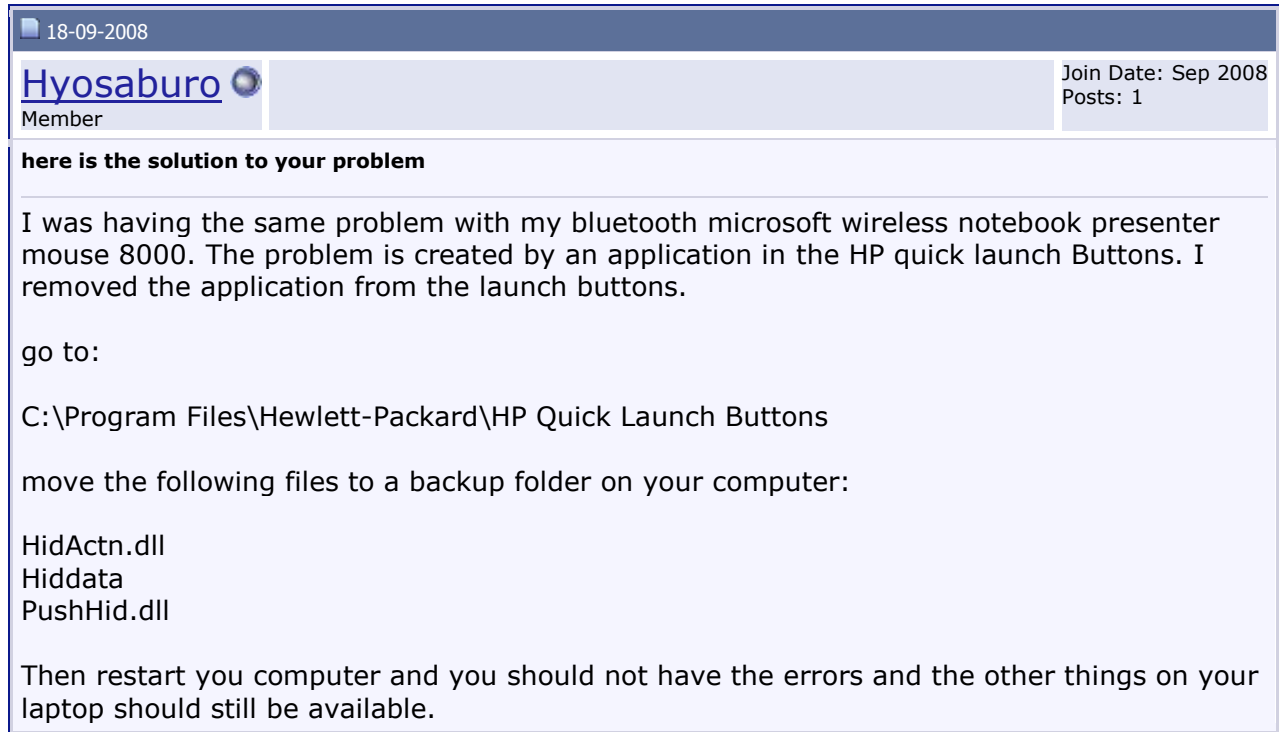 18-09-2008
Hyosaburo
Member
Join Date: Sep 2008
Posts: 1
here is the solution to your problem
I was having the same problem with my bluetooth microsoft wireless notebook presenter
mouse 8000. The problem is created by an application in the HP quick launch Buttons. I
removed the application from the launch buttons.
go to:
C:\Program Files\Hewlett-Packard\HP Quick Launch Buttons
move the following files to a backup folder on your computer:
HidActn.dll
Hiddata
PushHid.dll
Then restart you computer and you should not have the errors and the other things on your
laptop should still be available.